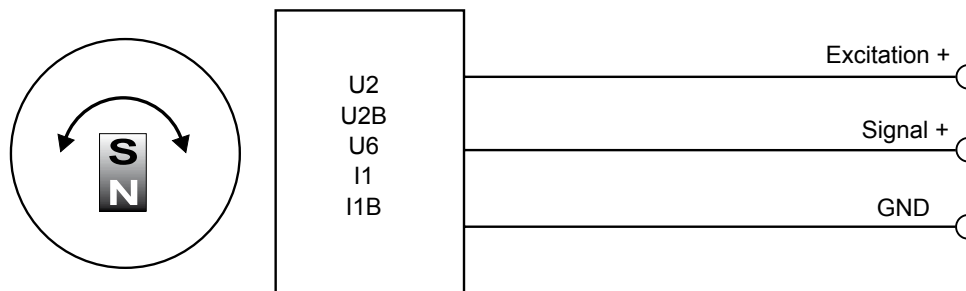 S
N
U2
U2B
U6
I1
I1B
Excitation +
Signal +
GND